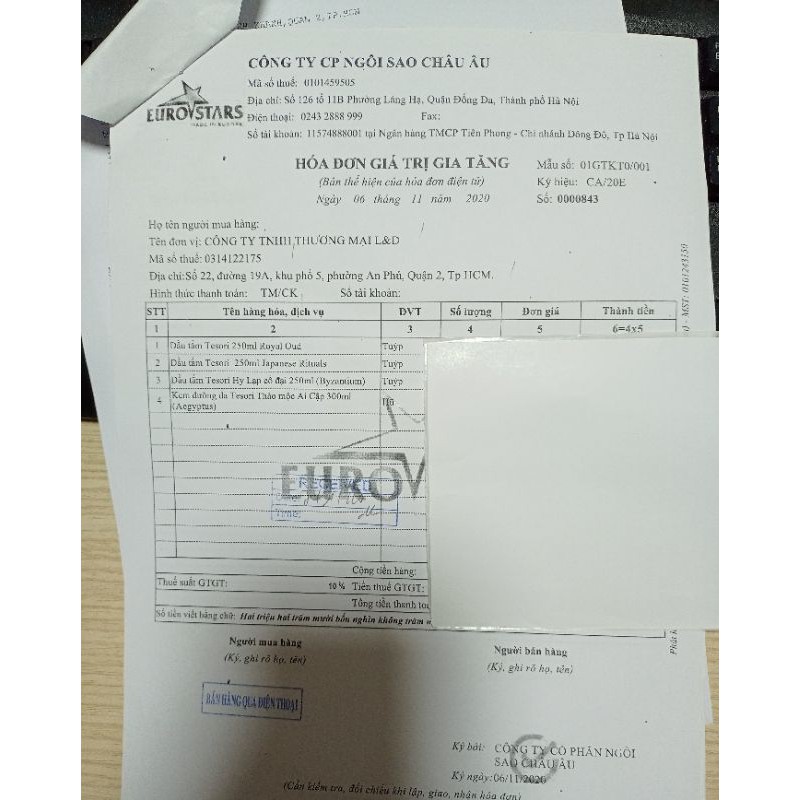 CÔNG TY CP NGÔI SAO CHÂU ÂU
Mã số thuế: 0101459505
Địa chỉ: Số 126 tổ 11B Phường Láng Hạ, Quận Đống Đa, Thành phố Hà Nội
EUROSTARS
MADE IN EUROPE
Điện thoại: 0243 2888 999 Fax:
Số tài khoản: 11574888001 tại Ngân hàng TMCP Tiên Phong - Chi nhánh Đông Đô, Tp Hà Nội
HÓA ĐƠN GIÁ TRỊ GIA TĂNG
Mẫu số: 01GTKT0/001
(Bản thể hiện của hóa đơn điện tử)
Ký hiệu: CA/20E
Ngày 06 tháng 11 năm 2020
Số: 0000843
Họ tên người mua hàng:
Tên đơn vị: CÔNG TY TNHH THƯƠNG MẠI L&D
Mã số thuế: 0314122175
Địa chỉ:Số 22, đường 19A, khu phố 5, phường An Phú, Quận 2, Tp HCM.
Hình thức thanh toán: TM/CK Số tài khoản:
STT Tên hàng hóa, dịch vụ ĐVT Số lượng Đơn giá Thành tiền
1 2 3 4 5 6=4x5
1 Dầu tắm Tesori 250ml Royal Oud Tuýp
2 Dầu tắm Tesori 250ml Japanese Rituals Tuýp
3 Dầu tắm Tesori Hy Lạp cổ đại 250ml (Byzantium) Tuýp
4 Kem dưỡng da Tesori Thảo mộc Ai Cập 300ml Hũ
(Aegyptus)
EUROV
RECEIVED
Time:
Cộng tiền hàng:
Thuế suất GTGT: 10% Tiền thuế GTGT:
Tổng tiền thanh
Số tiền viết bằng chữ: Hai triệu hai trăm mười bốn nghìn không trăm
Người mua hàng
(Ký, ghi rõ họ, tên)
Người bán hàng
(Ký, ghi rõ họ, tên)
BÁN HÀNG QUA ĐIỆN THOẠI
Ký bởi: CÔNG TY CỔ PHẦN NGÔI
SAO CHÂU ÂU
Ký ngày:06/11/2020
(Cần kiểm tra, đối chiếu khi lập, giao, nhận hóa đơn)
- MST: 0101243150